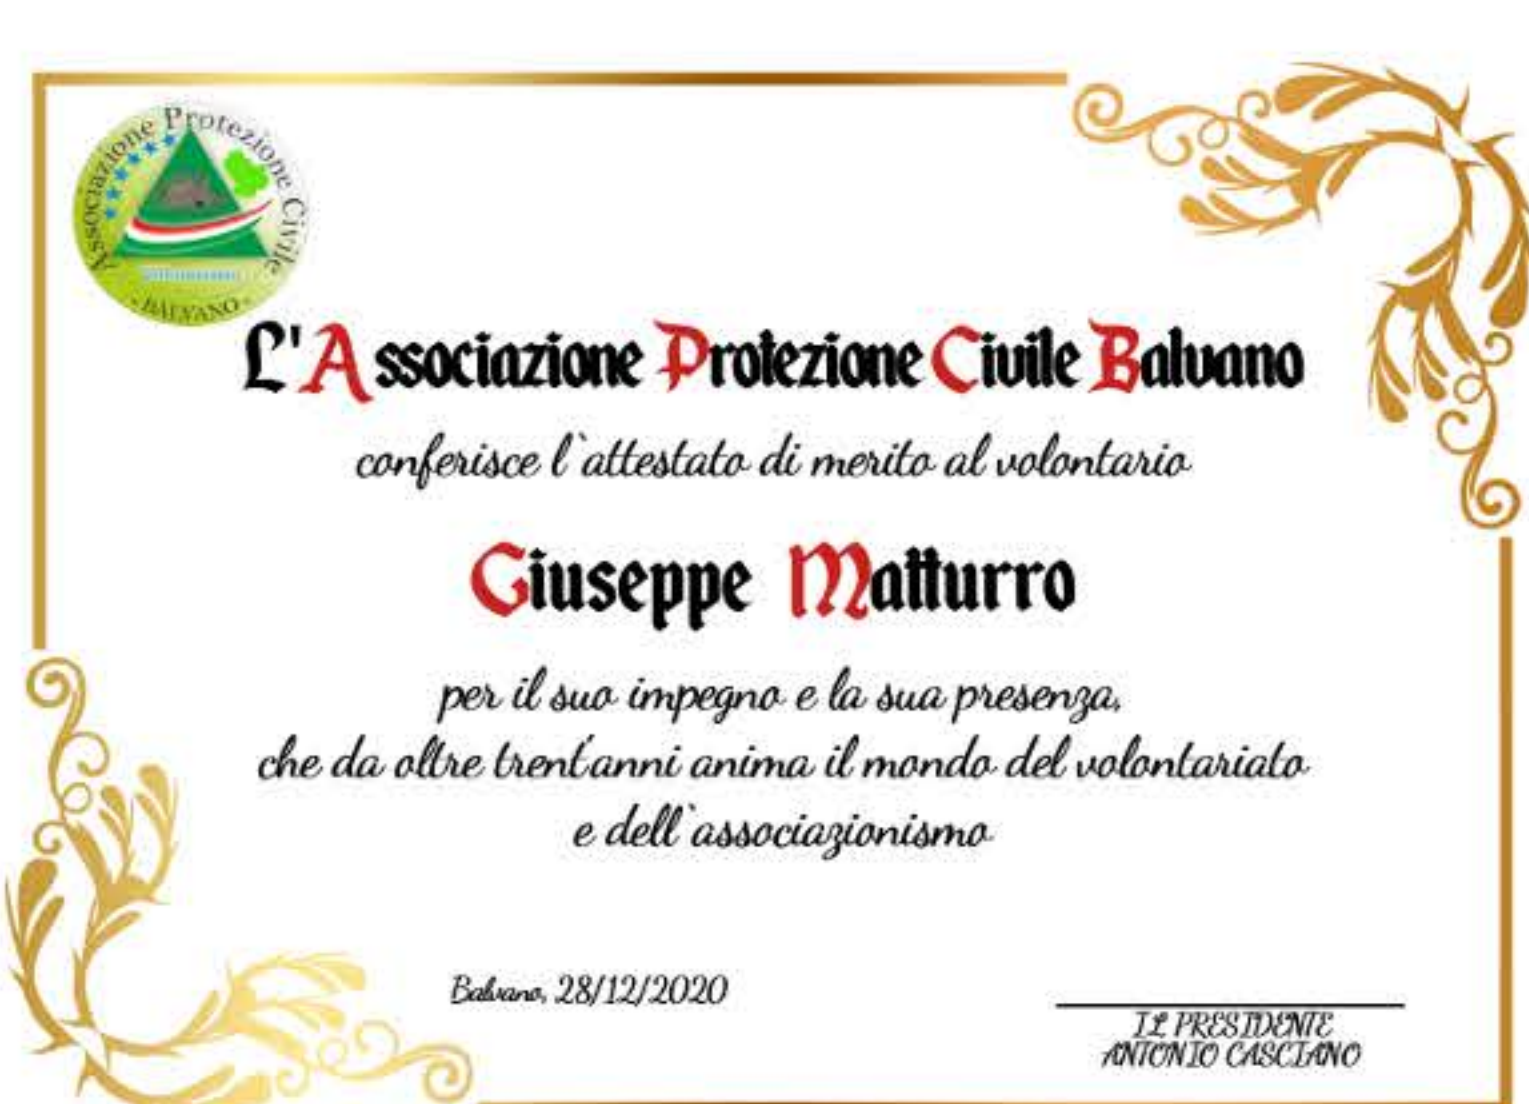 Associazione Protezione Civile
- BALVANO -
L'Associazione Protezione Civile Balvano
conferisce l`attestato di merito al volontario
Giuseppe Matturro
per il suo impegno e la sua presenza,
che da oltre trent'anni anima il mondo del volontariato
e dell`associazionismo
Balvano, 28/12/2020
IL PRESIDENTE
ANTONIO CASCIANO